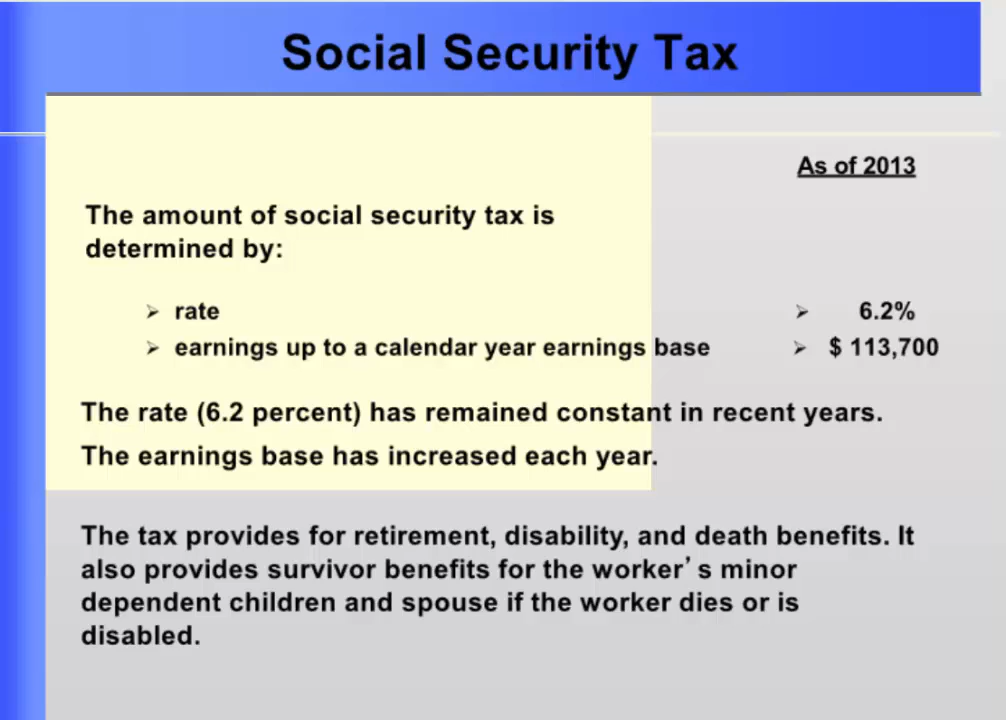 Social Security Tax
As of 2013
The amount of social security tax is
determined by:
➢ rate ➢ 6.2%
➢ earnings up to a calendar year earnings base ➢ $ 113,700
The rate (6.2 percent) has remained constant in recent years.
The earnings base has increased each year.
The tax provides for retirement, disability, and death benefits. It
also provides survivor benefits for the worker’s minor
dependent children and spouse if the worker dies or is
disabled.